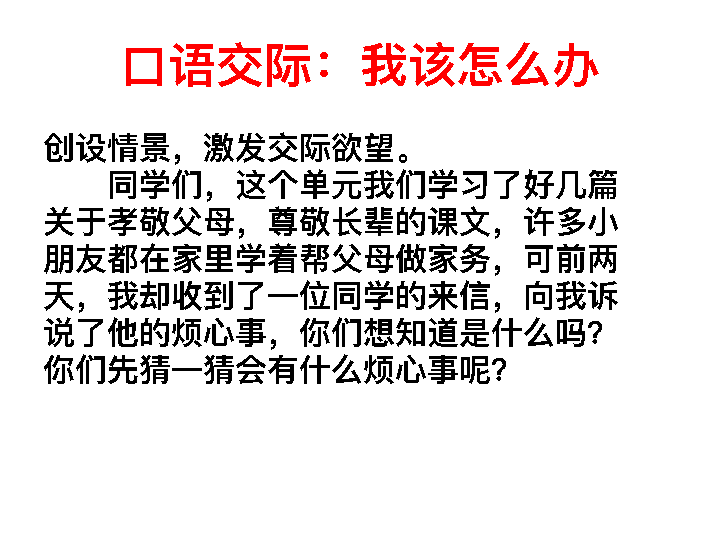 口语交际：我该怎么办
创设情景，激发交际欲望。
同学们，这个单元我们学习了好几篇
关于孝敬父母，尊敬长辈的课文，许多小
朋友都在家里学着帮父母做家务，可前两
天，我却收到了一位同学的来信，向我诉
说了他的烦心事，你们想知道是什么吗？
你们先猜一猜会有什么烦心事呢？